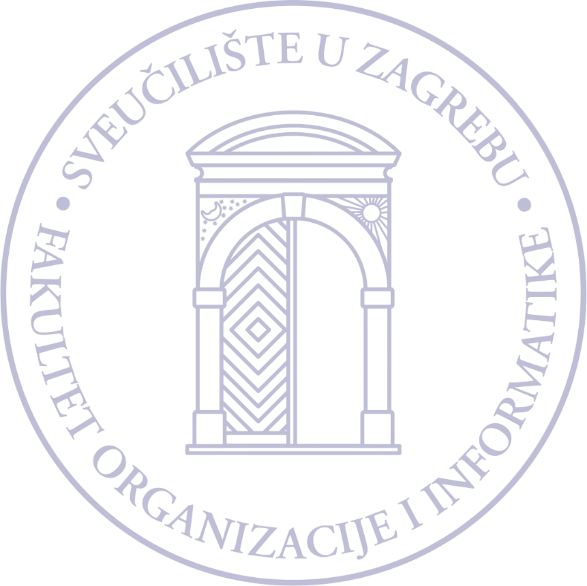 SVEUČILIŠTE U ZAGREBU
FAKULTET ORGANIZACIJE I INFORMATIKE